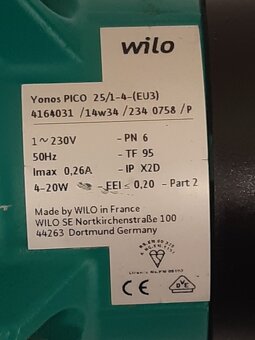 wilo
Yonos PICO 25/1-4-(EU3)
4164031 /14w34 /234 0758 /P
1~230V - PN 6
50Hz - TF 95
Imax 0,26A - IP X2D
4-20W - EEI ≤ 0,20 - Part 2
Made by WILO in France
WILO SE Nortkirchenstraße 100
44263 Dortmund Germany